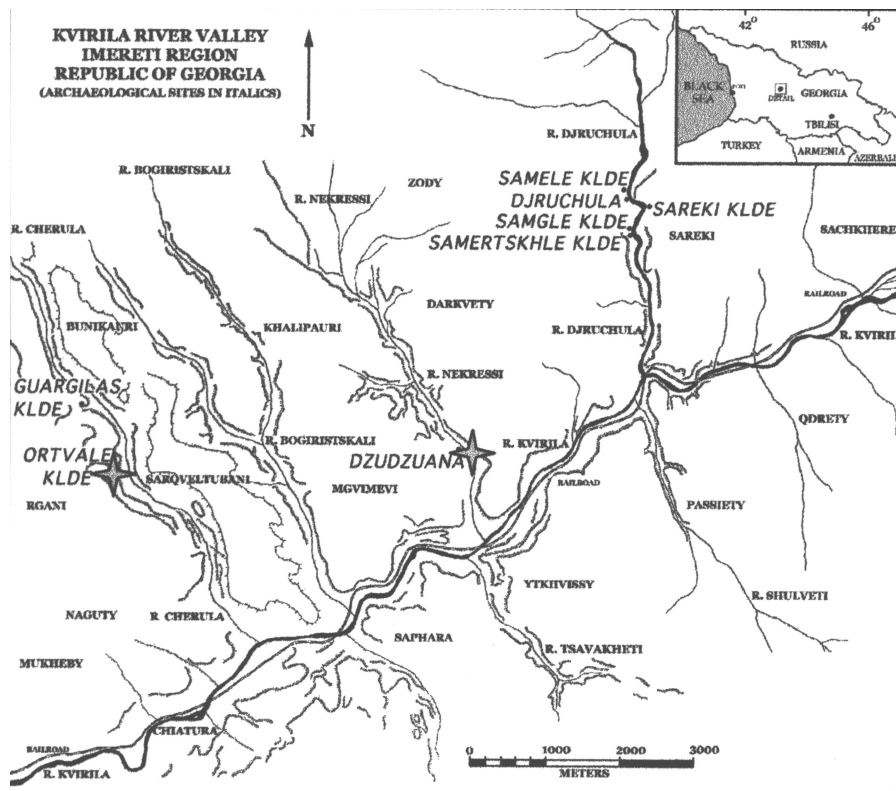 KVIRILA RIVER VALLEY
IMERETI REGION
REPUBLIC OF GEORGIA
(ARCHAEOLOGICAL SITES IN ITALICS)
N
42°
46°
RUSSIA
BLACK
SEA
DETAIL
GEORGIA
TBILISI
TURKEY
ARMENIA
AZERBAIJ
R. DJRUCHULA
R. BOGIRISTSKALI
R. NEKRESSI
ZODY
SAMELE KLDE
DJRUCHULA
SAREKI KLDE
SAMGLE KLDE
SAMERTSKHLE KLDE
SAREKI
R. CHERULA
SACHKHERE
RAILROAD
DARKVETY
BUNIKAURI
KHALIPAURI
R. DJRUCHULA
R. KVIRIL
R. NEKRESSI
GUARGILAS
KLDE
QDRETY
R. BOGIRISTSKALI
R. KVIRILA
ORTVALE
KLDE
DZUDZUANA
SARQVELTUBANI
RAILROAD
MGVIMEVI
RGANI
PASSIETY
YTKHVISSY
R. SHULVETI
NAGUTY
R CHERULA
SAPHARA
R. TSAVAKHETI
MUKHEBY
CHIATURA
RAILROAD
R. KVIRILA
0 1000 2000 3000
METERS